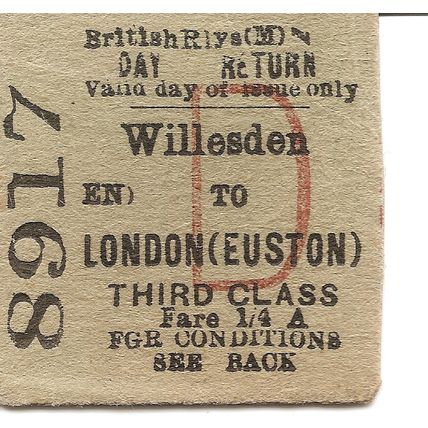 British Rlys (M)
DAY RETURN
Valid day of issue only
Willesden
EN) TO
LONDON (EUSTON)
THIRD CLASS
Fare 1/4 A
FGR CONDITIONS
SEE BACK
8917
D